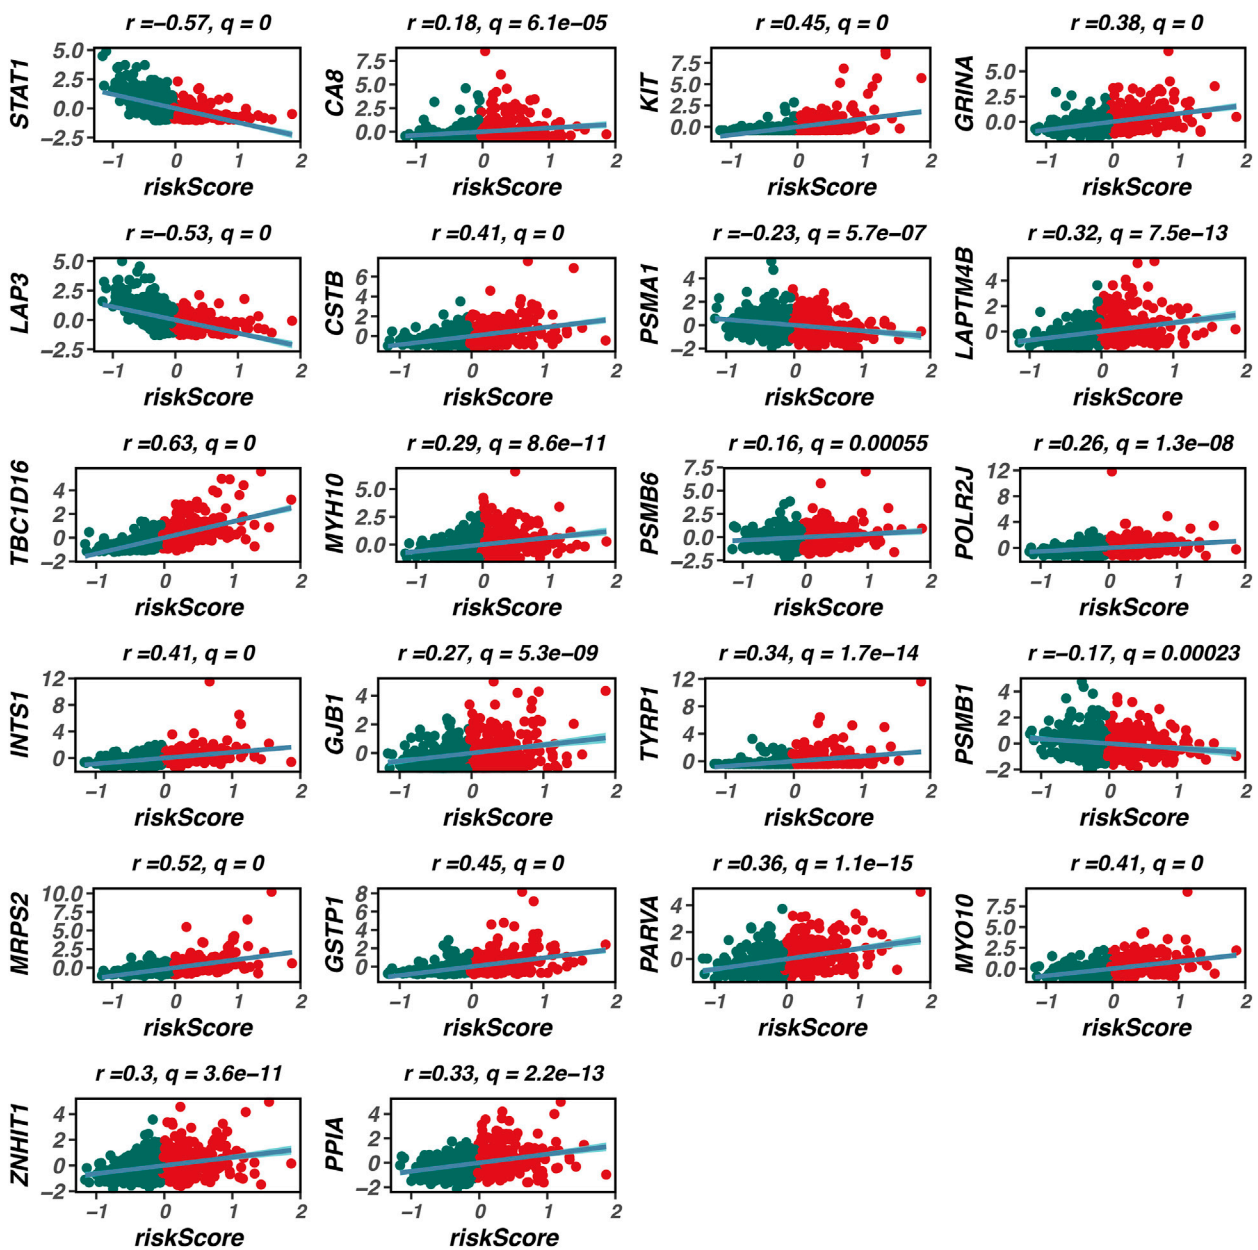 r =−0.57, q = 0
5.0
2.5
0.0
−2.5
STAT1
−1 0 1 2
riskScore
r =0.18, q = 6.1e−05
7.5
5.0
2.5
0.0
CA8
−1 0 1 2
riskScore
r =0.45, q = 0
7.5
5.0
2.5
0.0
KIT
−1 0 1 2
riskScore
r =0.38, q = 0
5.0
2.5
0.0
GRINA
−1 0 1 2
riskScore
r =−0.53, q = 0
5.0
2.5
0.0
−2.5
LAP3
−1 0 1 2
riskScore
r =0.41, q = 0
6
4
2
0
CSTB
−1 0 1 2
riskScore
r =−0.23, q = 5.7e−07
4
2
0
−2
PSMA1
−1 0 1 2
riskScore
r =0.32, q = 7.5e−13
4
2
0
LAPTM4B
−1 0 1 2
riskScore
r =0.63, q = 0
4
2
0
−2
TBC1D16
−1 0 1 2
riskScore
r =0.29, q = 8.6e−11
5.0
2.5
0.0
MYH10
−1 0 1 2
riskScore
r =0.16, q = 0.00055
7.5
5.0
2.5
0.0
−2.5
PSMB6
−1 0 1 2
riskScore
r =0.26, q = 1.3e−08
12
8
4
0
POLR2J
−1 0 1 2
riskScore
r =0.41, q = 0
12
8
4
0
INTS1
−1 0 1 2
riskScore
r =0.27, q = 5.3e−09
4
2
0
GJB1
−1 0 1 2
riskScore
r =0.34, q = 1.7e−14
12
8
4
0
TYRP1
−1 0 1 2
riskScore
r =−0.17, q = 0.00023
4
2
0
−2
PSMB1
−1 0 1 2
riskScore
r =0.52, q = 0
10.0
7.5
5.0
2.5
0.0
MRPS2
−1 0 1 2
riskScore
r =0.45, q = 0
8
6
4
2
0
GSTP1
−1 0 1 2
riskScore
r =0.36, q = 1.1e−15
4
2
0
PARVA
−1 0 1 2
riskScore
r =0.41, q = 0
7.5
5.0
2.5
0.0
MYO10
−1 0 1 2
riskScore
r =0.3, q = 3.6e−11
4
2
0
−2
ZNHIT1
−1 0 1 2
riskScore
r =0.33, q = 2.2e−13
4
2
0
−2
PPIA
−1 0 1 2
riskScore